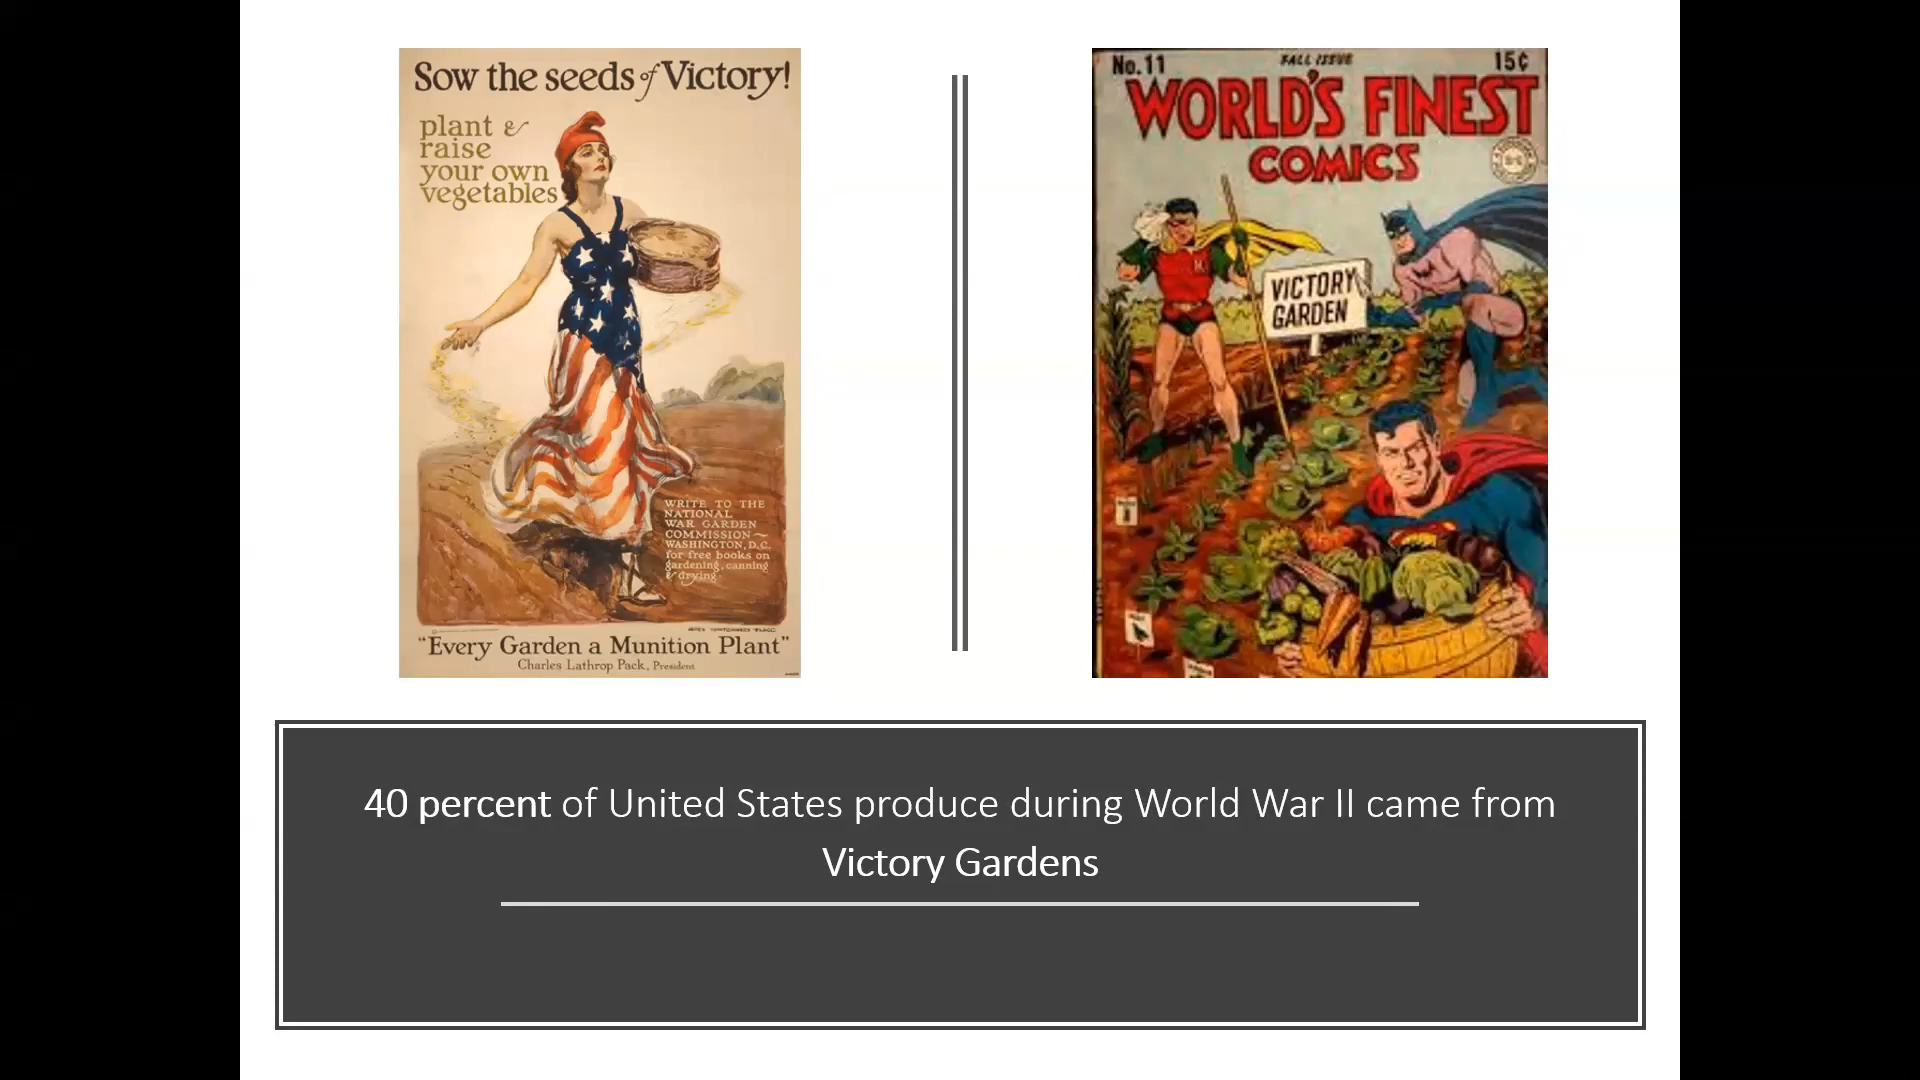 Sow the seeds of Victory!
plant &
raise
your own
vegetables
WRITE TO THE
NATIONAL
WAR GARDEN
COMMISSION ~
WASHINGTON, D.C.
for free books on
gardening, canning
& drying
"Every Garden a Munition Plant"
Charles Lathrop Pack, President
No.11
FALL ISSUE
15¢
WORLD'S FINEST
COMICS
VICTORY
GARDEN
40 percent of United States produce during World War II came from
Victory Gardens